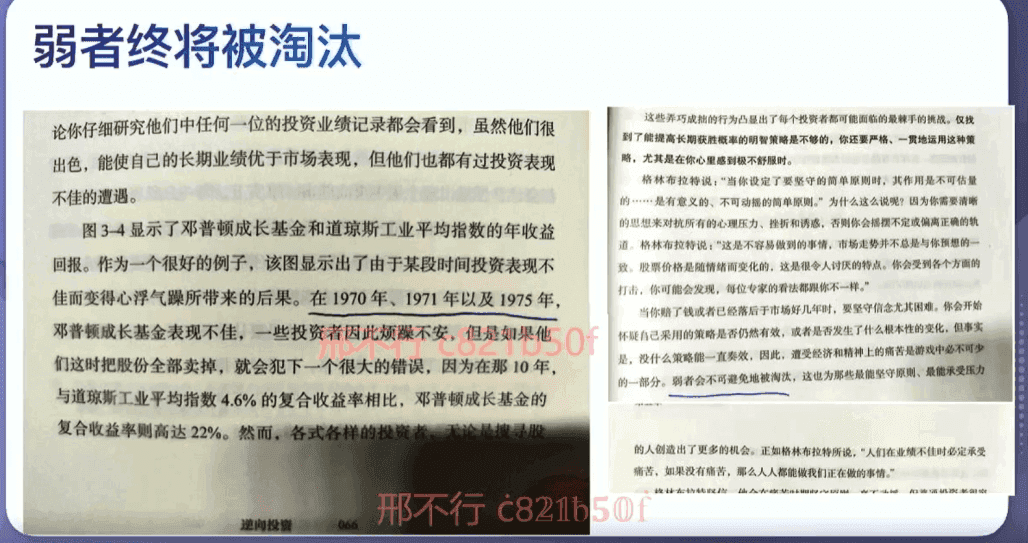 弱者终将被淘汰
论你仔细研究他们中任何一位的投资业绩记录都会看到，虽然他们很
出色，能使自己的长期业绩优于市场表现，但他们也都有过投资表现
不佳的遭遇。
图3-4显示了邓普顿成长基金和道琼斯工业平均指数的年收益
回报。作为一个很好的例子，该图显示出了由于某段时间投资表现不
佳而变得心浮气躁所带来的后果。在1970年、1971年以及1975年，
邓普顿成长基金表现不佳，一些投资者因此烦躁不安，但是如果他
们这时把股份全部卖掉，就会犯下一个很大的错误，因为在那10年，
与道琼斯工业平均指数4.6%的复合收益率相比，邓普顿成长基金的
复合收益率则高达22%。然而，各式各样的投资者，无论是搜寻股
逆向投资 066
这些弄巧成拙的行为凸显出了每个投资者都可能面临的最棘手的挑战。仅找
到了能提高长期获胜概率的明智策略是不够的，你还要严格、一贯地运用这种策
略，尤其是在你心里感到极不舒服时。
格林布拉特说：“当你设定了要坚守的简单原则时，其作用是不可估量
的……是有意义的、不可动摇的简单原则。”为什么这么说呢？因为你需要清晰
的思想来对抗所有的心理压力、挫折和诱惑，否则你会摇摆不定或偏离正确的轨
道。格林布拉特说：“这是不容易做到的事情，市场走势并不总是与你预想的一
致。股票价格是随情绪而变化的，这是很令人讨厌的特点。你会受到各个方面的
打击，你可能会发现，每位专家的看法都跟你不一样。”
当你赔了钱或者已经落后于市场好几年时，要坚守信念尤其困难。你会开始
怀疑自己采用的策略是否仍然有效，或者是否发生了什么根本性的变化，但事实
是，没什么策略能一直奏效，因此，遭受经济和精神上的痛苦是游戏中必不可少
的一部分。弱者会不可避免地被淘汰，这也为那些最能坚守原则、最能承受压力
的人创造出了更多的机会。正如格林布拉特所说，“人们在业绩不佳时必定承受
痛苦，如果没有痛苦，那么人人都能做我们正在做的事情。”
邢不行 c821b50f
邢不行 c821b50f